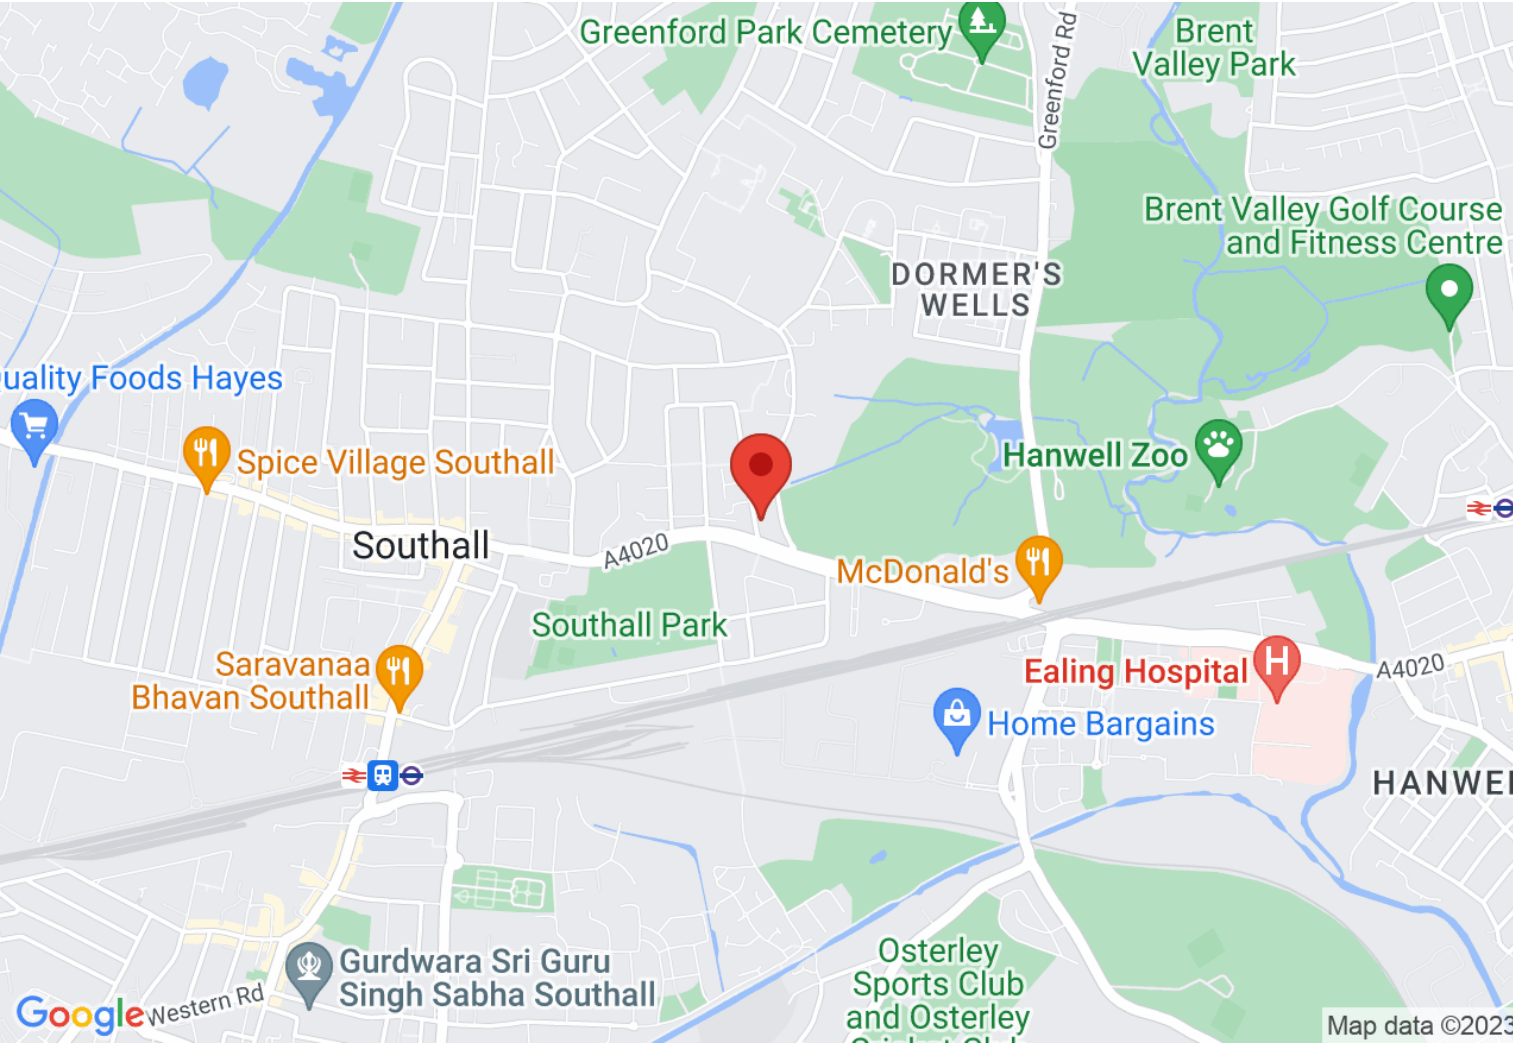 Greenford Park Cemetery
Greenford Rd
Brent
Valley Park
Brent Valley Golf Course
and Fitness Centre
DORMER'S
WELLS
uality Foods Hayes
Spice Village Southall
Hanwell Zoo
Southall
A4020
McDonald's
Southall Park
Saravanaa
Bhavan Southall
Ealing Hospital
H
A4020
Home Bargains
HANWE
Gurdwara Sri Guru
Singh Sabha Southall
Osterley
Sports Club
and Osterley
Cricket Club
Western Rd
Google
Map data ©2023